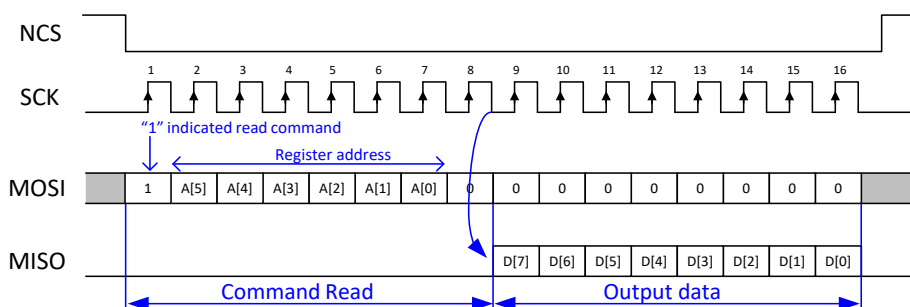 NCS
1 2 3 4 5 6 7 8 9 10 11 12 13 14 15 16
SCK
“1” indicated read command
Register address
MOSI 1 A[5] A[4] A[3] A[2] A[1] A[0] 0 0 0 0 0 0 0 0 0
MISO D[7] D[6] D[5] D[4] D[3] D[2] D[1] D[0]
Command Read Output data